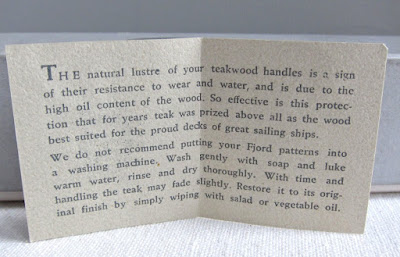 THE natural lustre of your teakwood handles is a sign
of their resistance to wear and water, and is due to the
high oil content of the wood. So effective is this protec-
tion that for years teak was prized above all as the wood
best suited for the proud decks of great sailing ships.
We do not recommend putting your Fjord patterns into
a washing machine, Wash gently with soap and luke
warm water, rinse and dry thoroughly. With time and
handling the teak may fade slightly. Restore it to its orig-
inal finish by simply wiping with salad or vegetable oil.